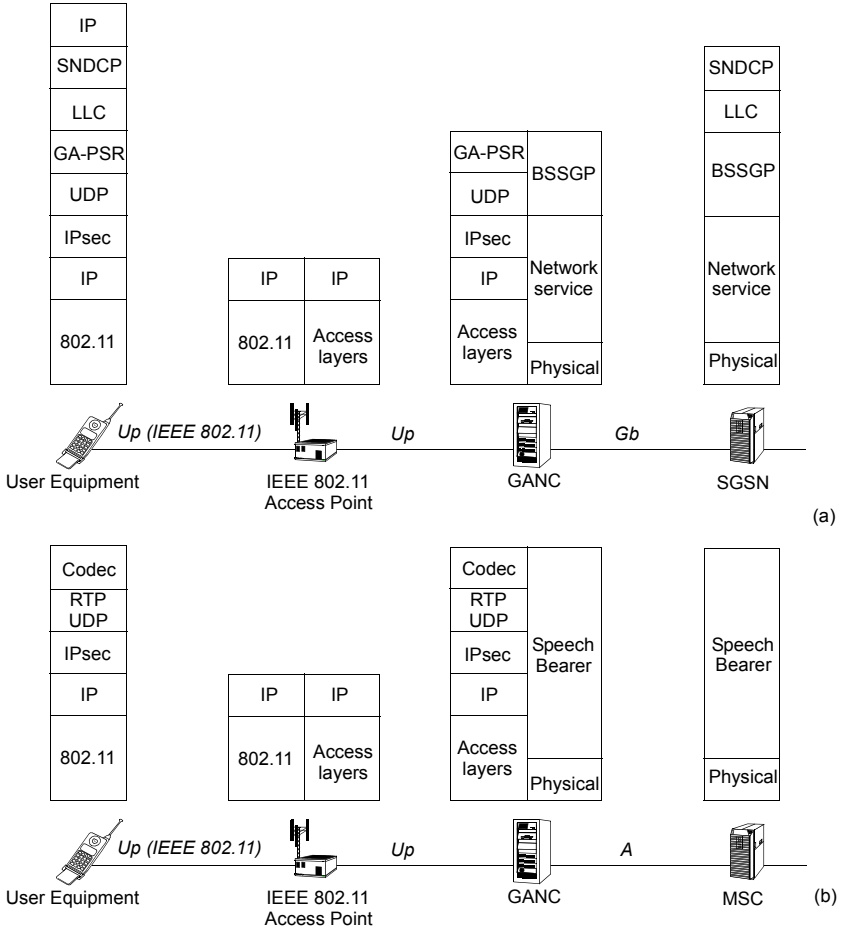 IP
SNDCP
LLC
GA-PSR
UDP
IPsec
IP
802.11
IP
IP
802.11
Access
layers
GA-PSR
UDP
IPsec
IP
Access
layers
BSSGP
Network
service
Physical
SNDCP
LLC
BSSGP
Network
service
Physical
Up (IEEE 802.11)
Up
Gb
User Equipment
IEEE 802.11
Access Point
GANC
SGSN
(a)
Codec
RTP
UDP
IPsec
IP
802.11
IP
IP
802.11
Access
layers
Codec
RTP
UDP
IPsec
IP
Access
layers
Speech
Bearer
Physical
Speech
Bearer
Physical
Up (IEEE 802.11)
Up
A
User Equipment
IEEE 802.11
Access Point
GANC
MSC
(b)